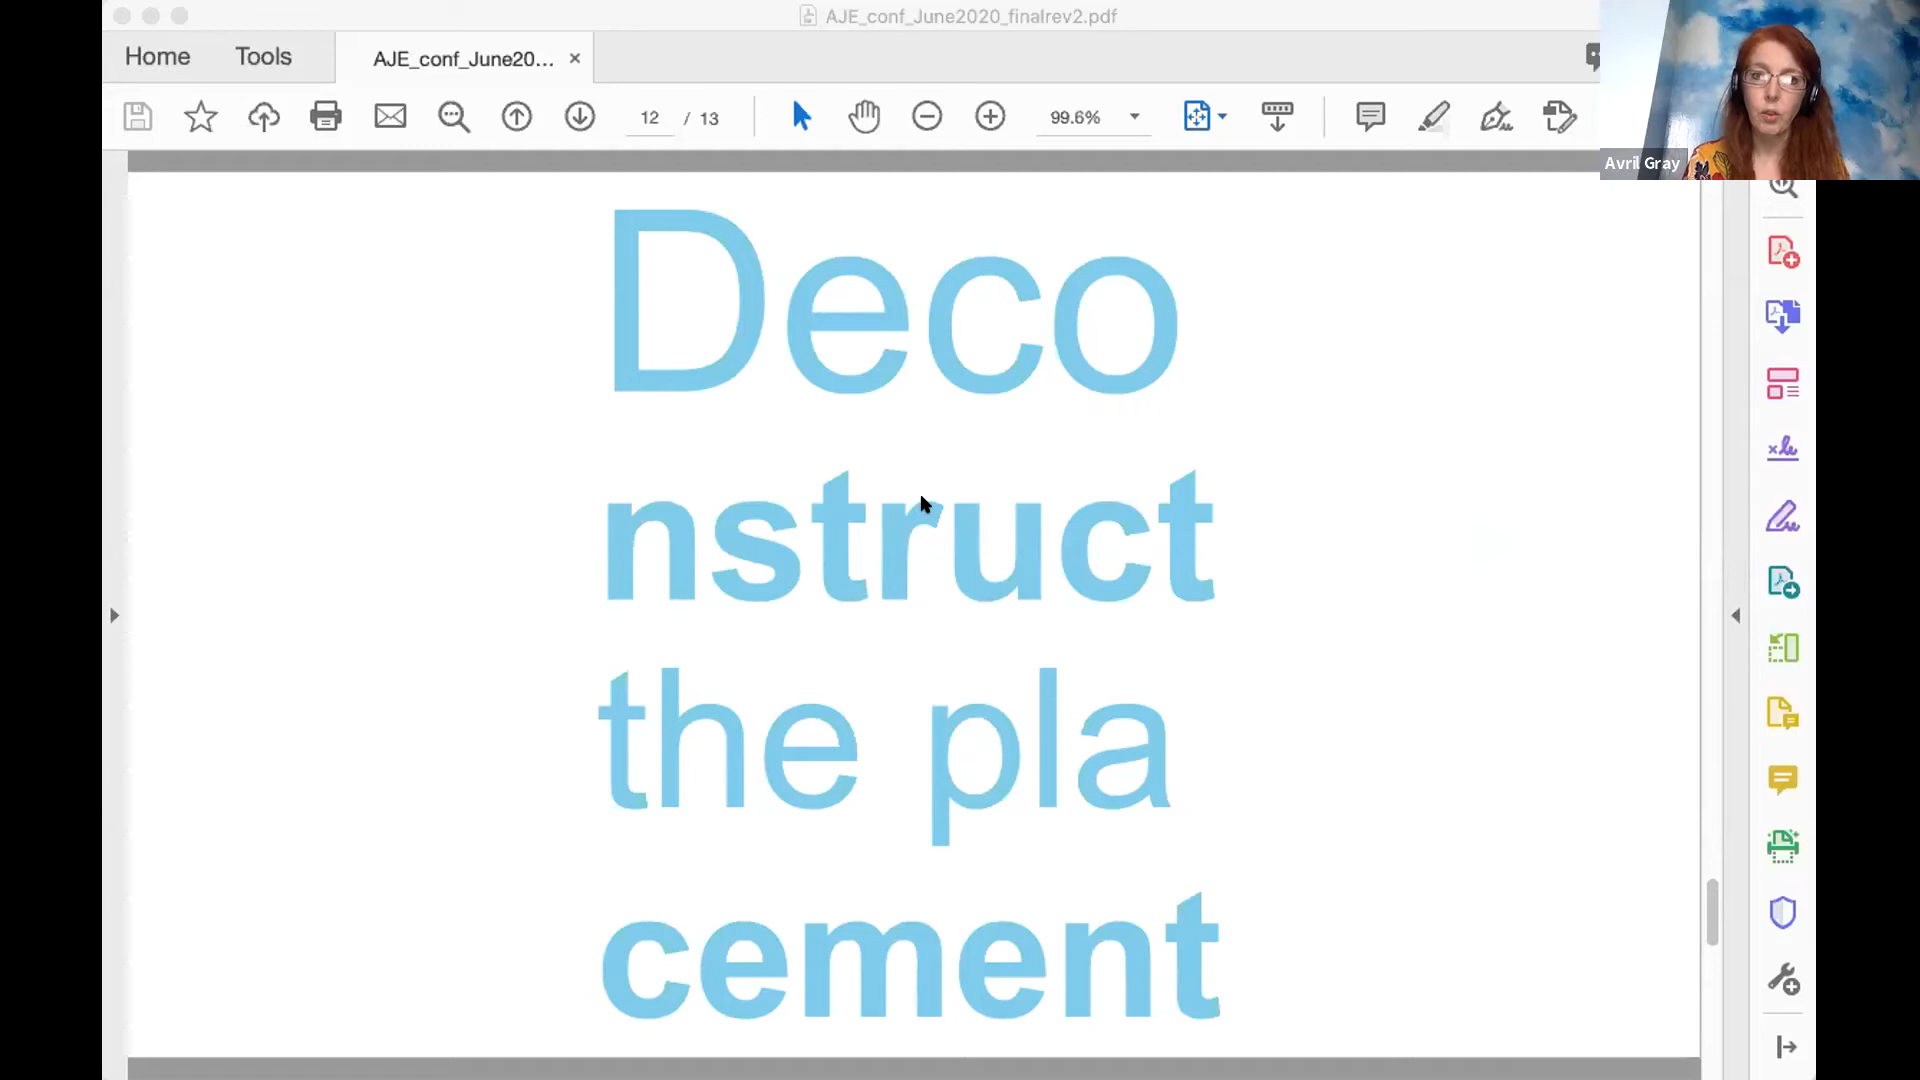 AJE_conf_June2020_finalrev2.pdf
Home
Tools
AJE_conf_June20...
12 / 13
99.6%
Avril Gray
Deco
nstruct
the pla
cement